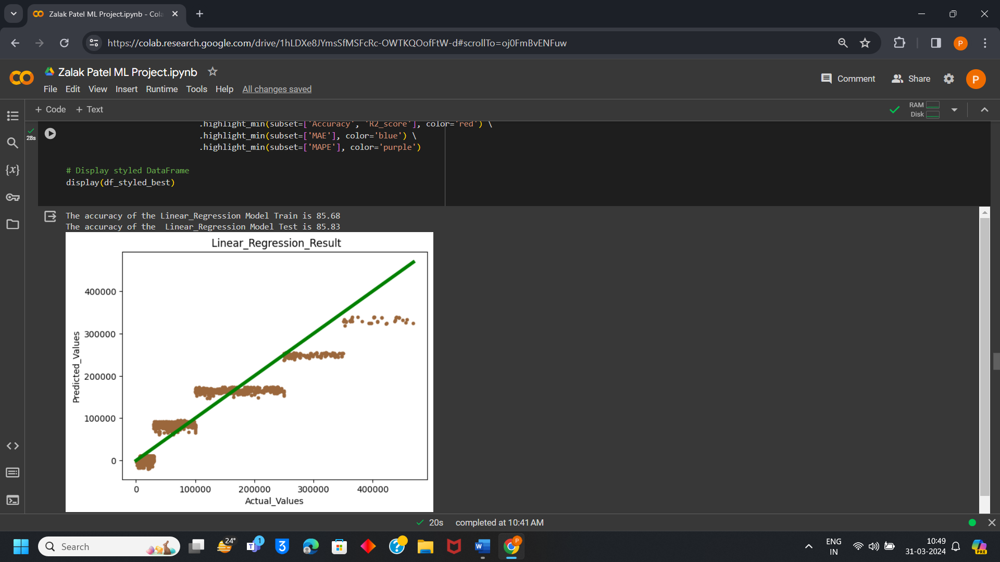 Zalak Patel ML Project.ipynb - Cola
https://colab.research.google.com/drive/1hLDXe8JYmsSfMSFcRc-OWTKQOofFtW-d#scrollTo=oj0FmBvENFuw
P
Zalak Patel ML Project.ipynb
Comment
Share
P
File Edit View Insert Runtime Tools Help All changes saved
+ Code + Text
RAM
Disk
.highlight_min(subset=['Accuracy', 'R2_score'], color='red') \
28s
.highlight_min(subset=['MAE'], color='blue') \
.highlight_min(subset=['MAPE'], color='purple')
{x}
# Display styled DataFrame
display(df_styled_best)
The accuracy of the Linear_Regression Model Train is 85.68
The accuracy of the  Linear_Regression Model Test is 85.83
Linear_Regression_Result
Predicted_Values
400000
300000
200000
100000
0
0 100000 200000 300000 400000
Actual_Values
20s completed at 10:41 AM
Search
24°
T
1
3
?
W
P
ENG
IN
10:49
31-03-2024
PRE